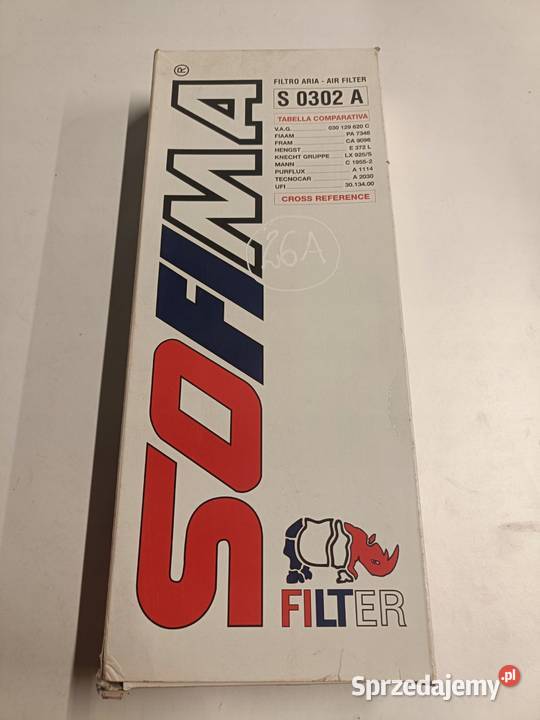 SOFIMA®
FILTRO ARIA - AIR FILTER
S 0302 A
TABELLA COMPARATIVA
V.A.G. 030 129 620 C
FIAAM PA 7346
FRAM CA 9096
HENGST E 372 L
KNECHT GRUPPE LX 925/S
MANN C 1955-2
PURFLUX A 1114
TECNOCAR A 2030
UFI 30.134.00
CROSS REFERENCE
26A
FILTER
Sprzedajemy.pl